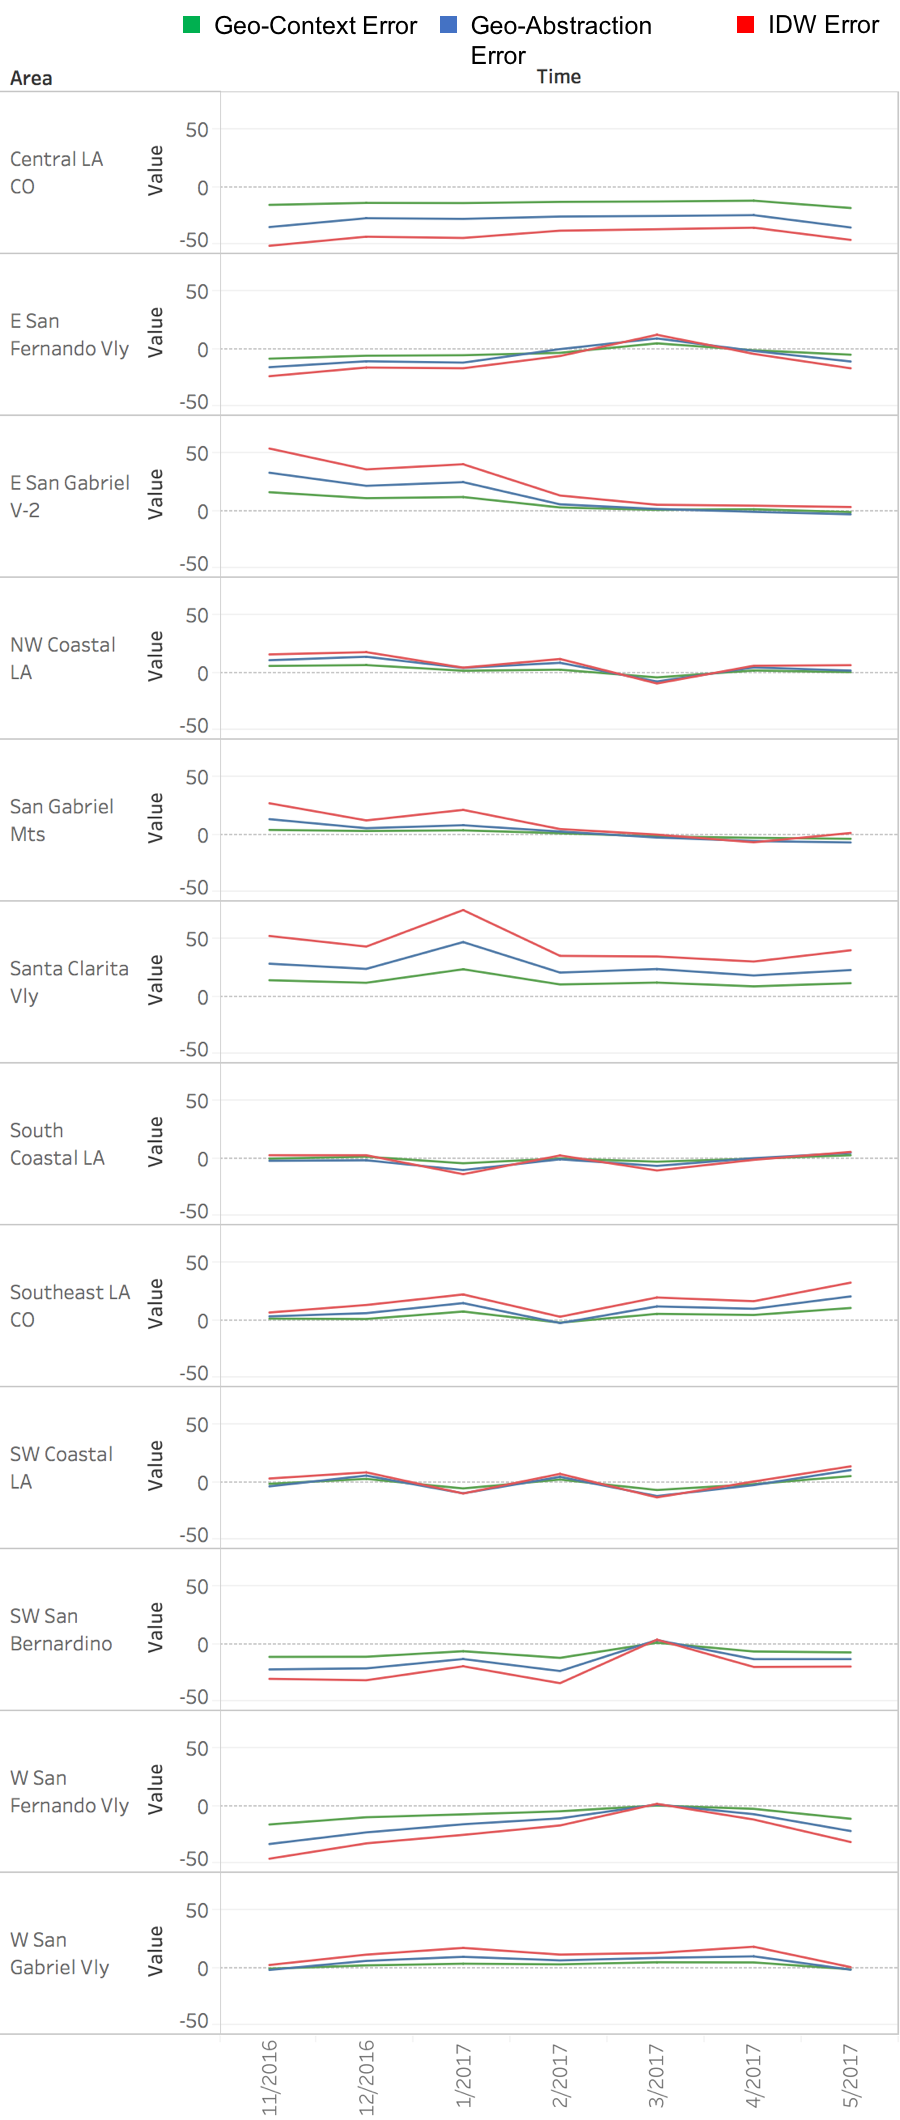 Geo-Context Error
Geo-Abstraction
Error
IDW Error
Area
Time
Central LA
CO
Value
50
0
-50
E San
Fernando Vly
Value
50
0
-50
E San Gabriel
V-2
Value
50
0
-50
NW Coastal
LA
Value
50
0
-50
San Gabriel
Mts
Value
50
0
-50
Santa Clarita
Vly
Value
50
0
-50
South
Coastal LA
Value
50
0
-50
Southeast LA
CO
Value
50
0
-50
SW Coastal
LA
Value
50
0
-50
SW San
Bernardino
Value
50
0
-50
W San
Fernando Vly
Value
50
0
-50
W San
Gabriel Vly
Value
50
0
-50
11/2016
12/2016
1/2017
2/2017
3/2017
4/2017
5/2017